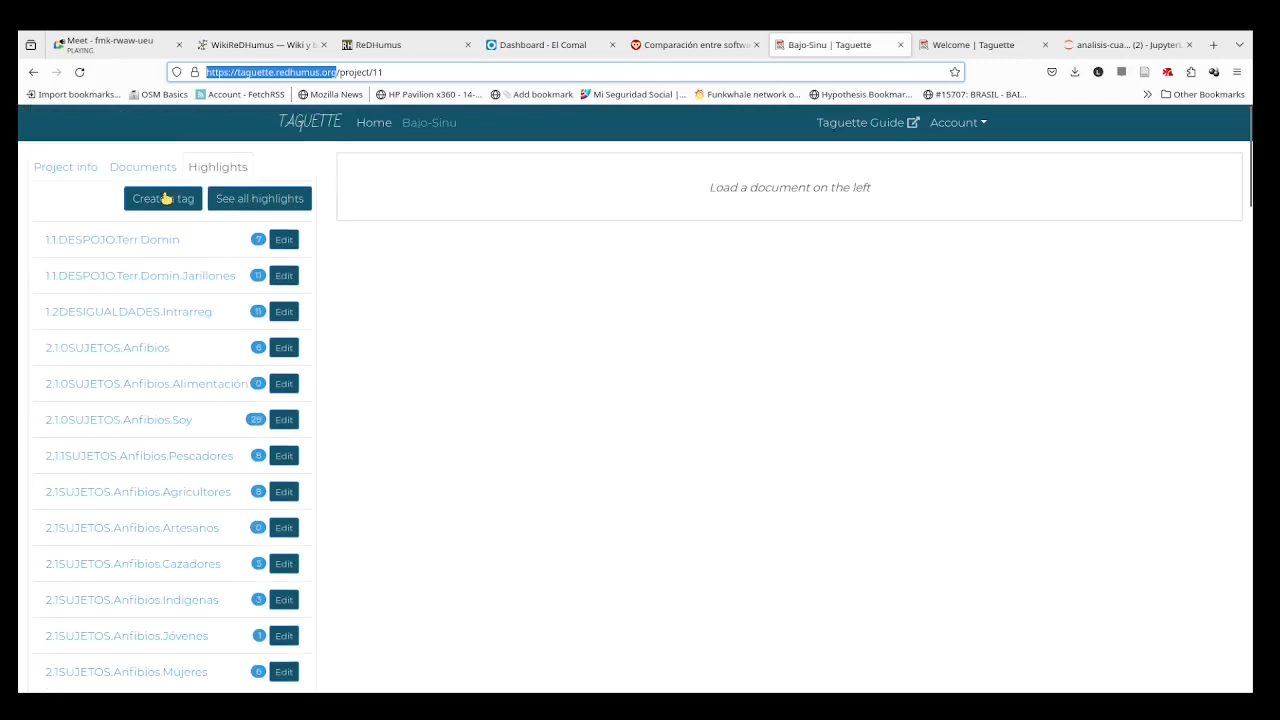 Meet - fmk-rwaw-ueu
PLAYING
WikiReDHumus — Wiki y b
ReDHumus
Dashboard - El Comal
Comparación entre softwa
Bajo-Sinu | Taguette
Welcome | Taguette
analisis-cua... - Jupyter
https://taguette.redhumus.org/project/11
Import bookmarks...
OSM Basics
Account - FetchRSS
Mozilla News
HP Pavilion x360 - 14-...
Add bookmark
Mi Seguridad Social |...
Funkwhale network o...
Hypothesis Bookmar...
#15707: BRASIL - BAI...
Other Bookmarks
TAGUETTE Home Bajo-Sinu
Taguette Guide Account
Project info Documents Highlights
Create a tag See all highlights
Load a document on the left
1.1.DESPOJO.Terr.Domin 7 Edit
1.1.DESPOJO.Terr.Domin.Jarillones 11 Edit
1.2DESIGUALDADES.Intrarreg 11 Edit
2.1.0SUJETOS.Anfibios 6 Edit
2.1.0SUJETOS.Anfibios.Alimentación 0 Edit
2.1.0SUJETOS.Anfibios.Soy 29 Edit
2.1.1SUJETOS.Anfibios.Pescadores 8 Edit
2.1SUJETOS.Anfibios.Agricultores 8 Edit
2.1SUJETOS.Anfibios.Artesanos 0 Edit
2.1SUJETOS.Anfibios.Cazadores Edit
2.1SUJETOS.Anfibios.Indígenas 3 Edit
2.1SUJETOS.Anfibios.Jóvenes 1 Edit
2.1SUJETOS.Anfibios.Mujeres 6 Edit